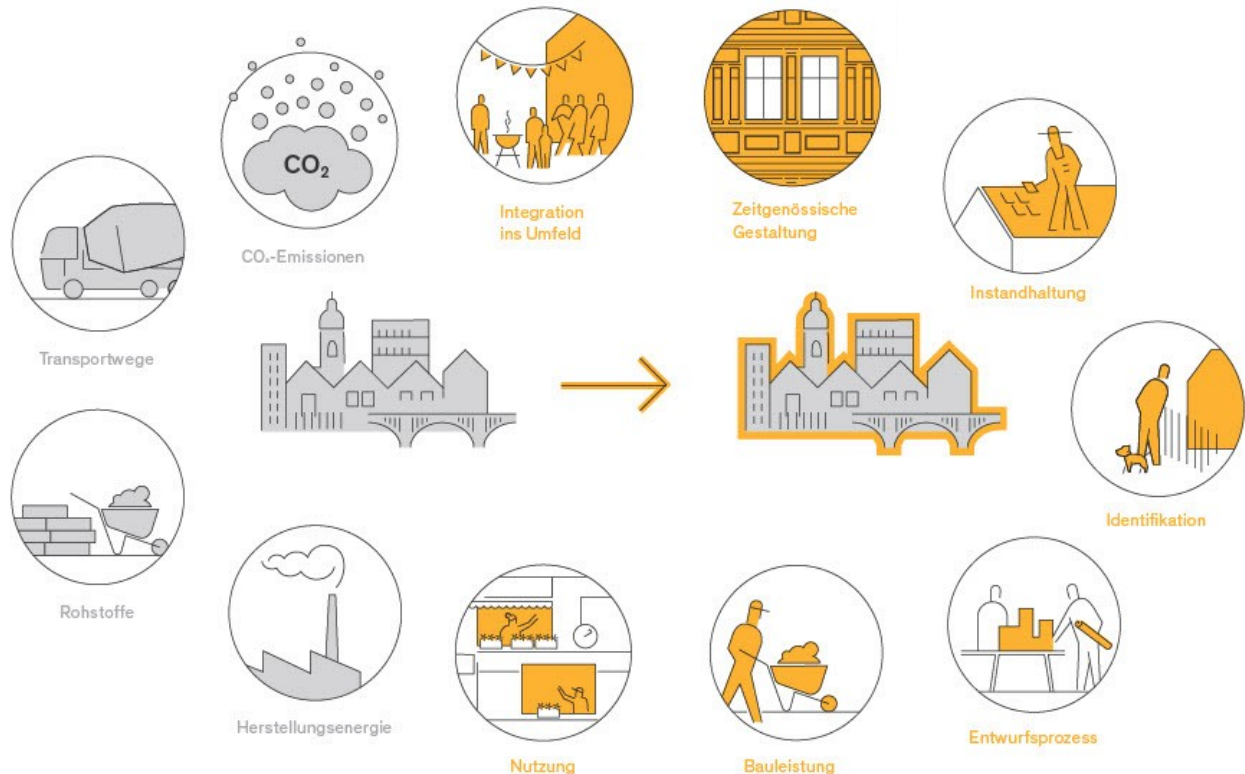 CO₂
CO₂-Emissionen
Integration
ins Umfeld
Zeitgenössische
Gestaltung
Instandhaltung
Transportwege
Identifikation
Rohstoffe
Herstellungsenergie
Nutzung
Bauleistung
Entwurfsprozess